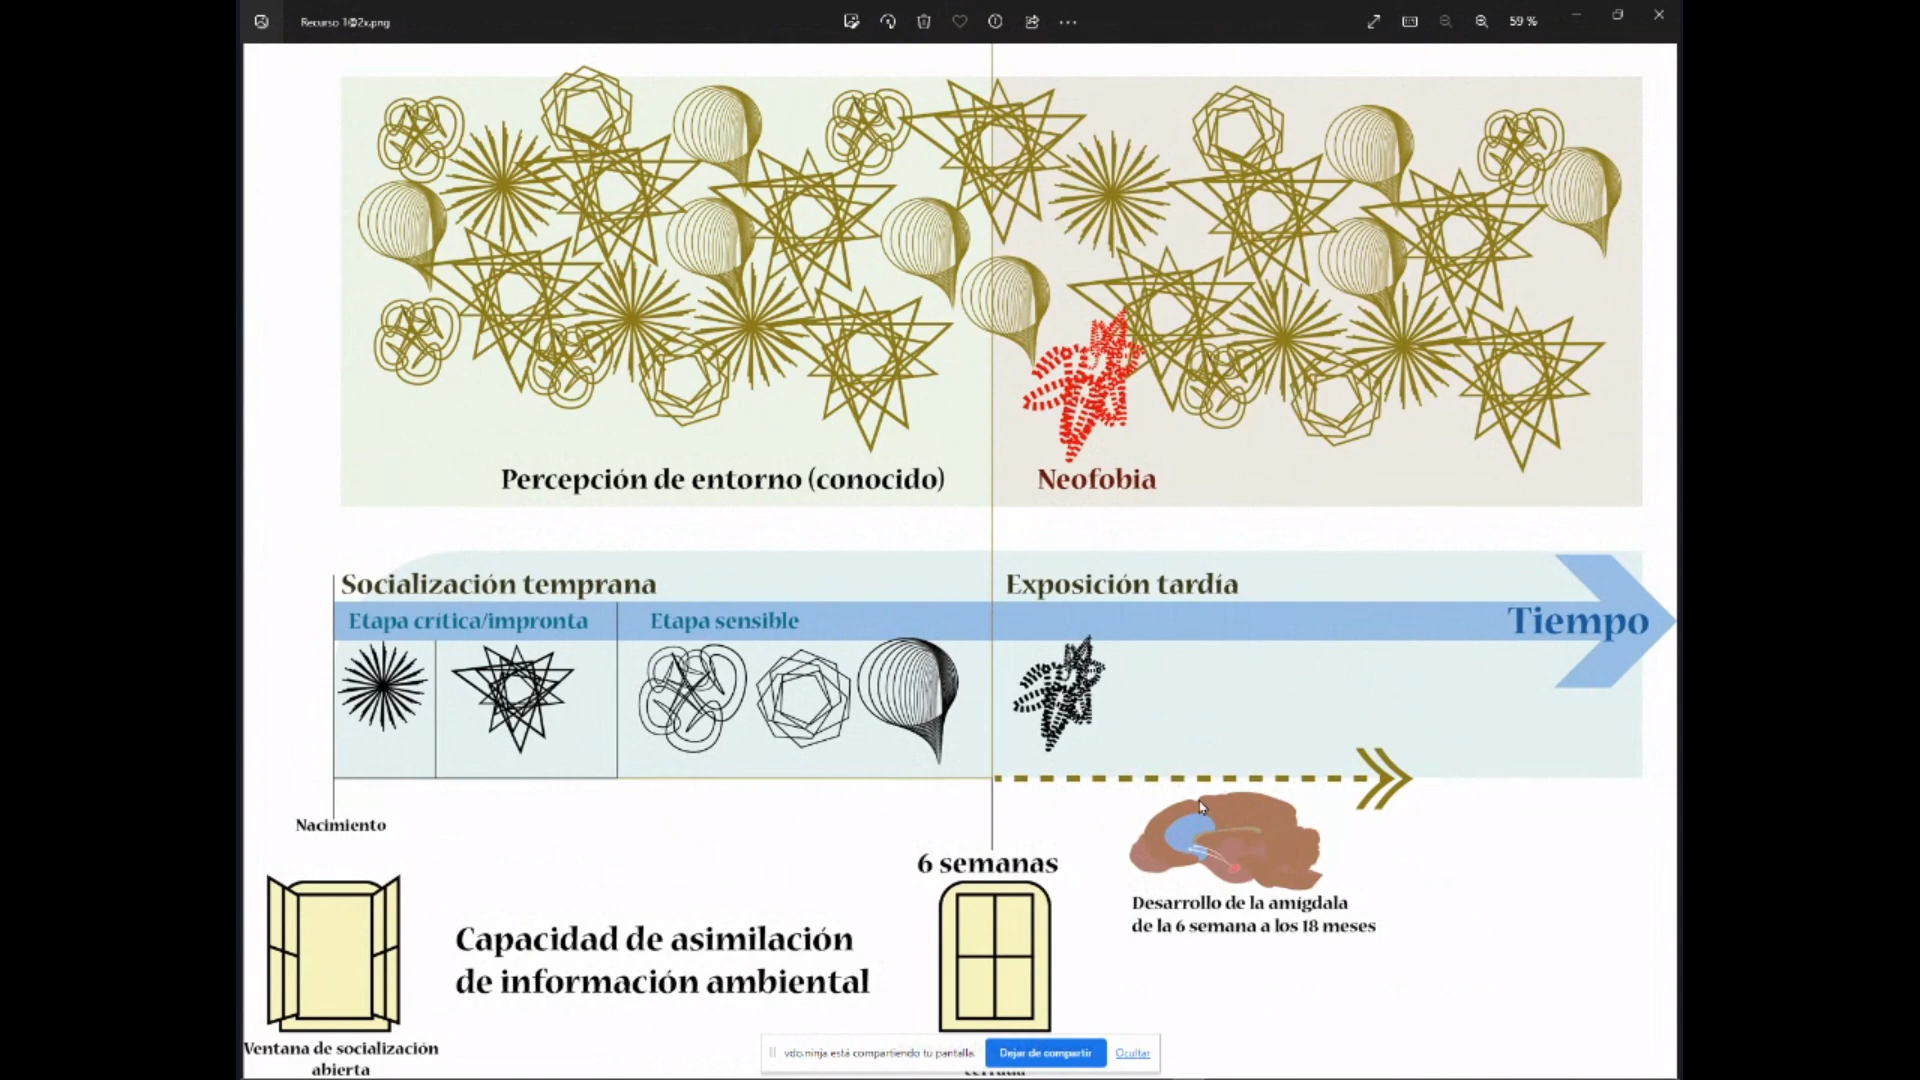 Recurso 1@2x.png
59 %
Percepción de entorno (conocido)
Neofobia
Socialización temprana
Exposición tardía
Etapa crítica/impronta
Etapa sensible
Tiempo
Nacimiento
6 semanas
Desarrollo de la amígdala
de la 6 semana a los 18 meses
Capacidad de asimilación
de información ambiental
Ventana de socialización
abierta
vdo.ninja está compartiendo tu pantalla.
Dejar de compartir
Ocultar